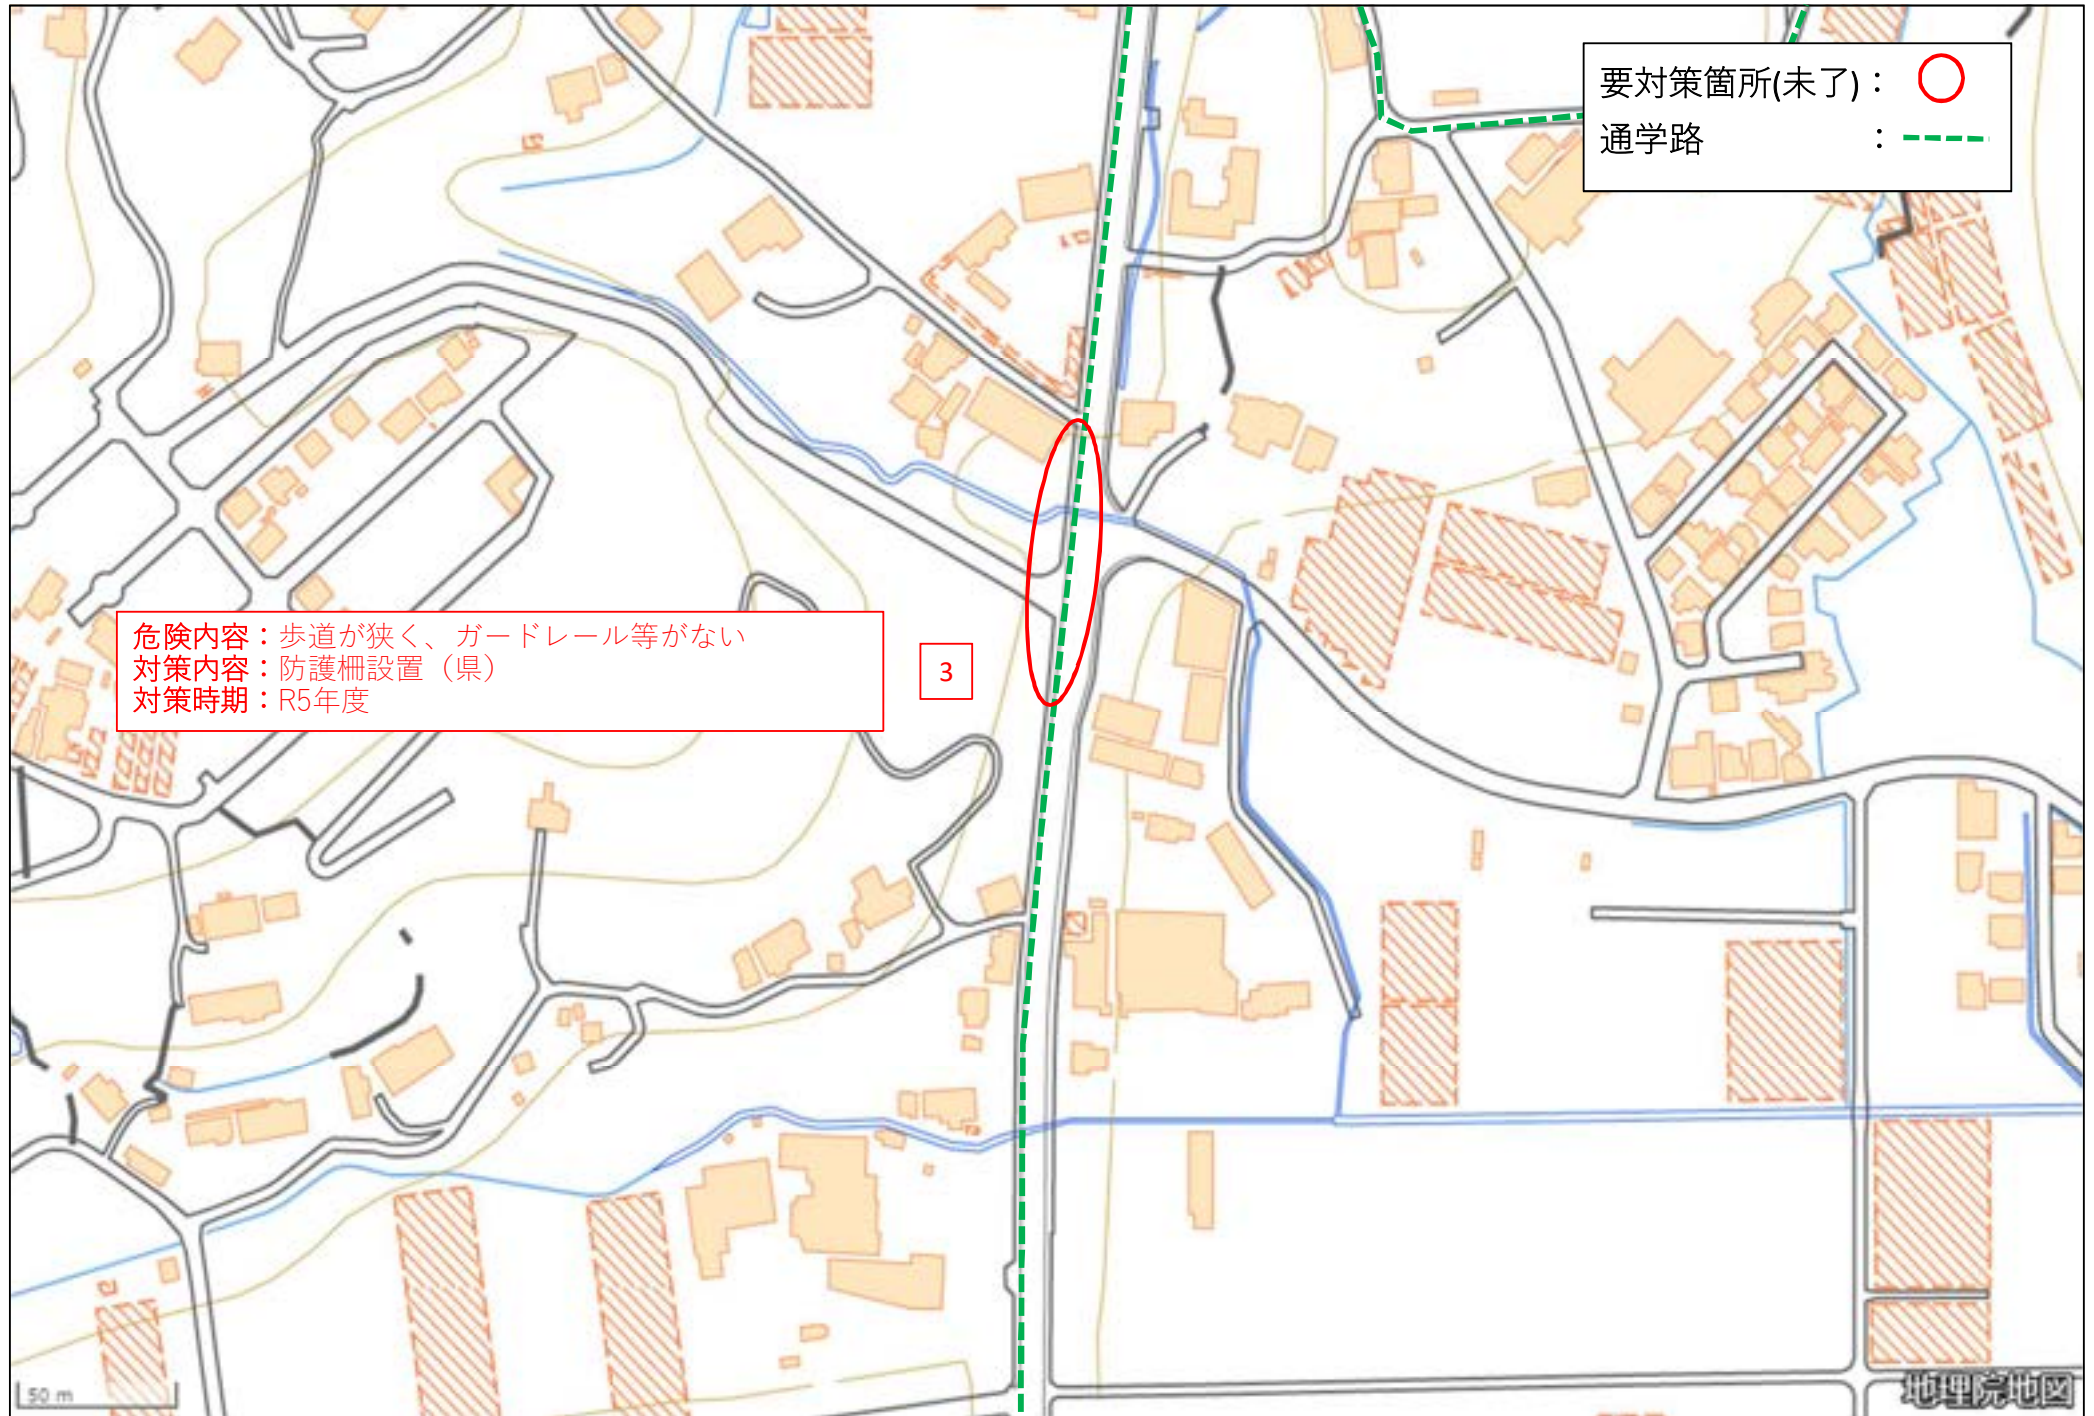 要対策箇所(未了)：
通学路　　　　　：
危険内容：歩道が狭く、ガードレール等がない
対策内容：防護柵設置（県）
対策時期：R5年度
3
50 m
地理院地図